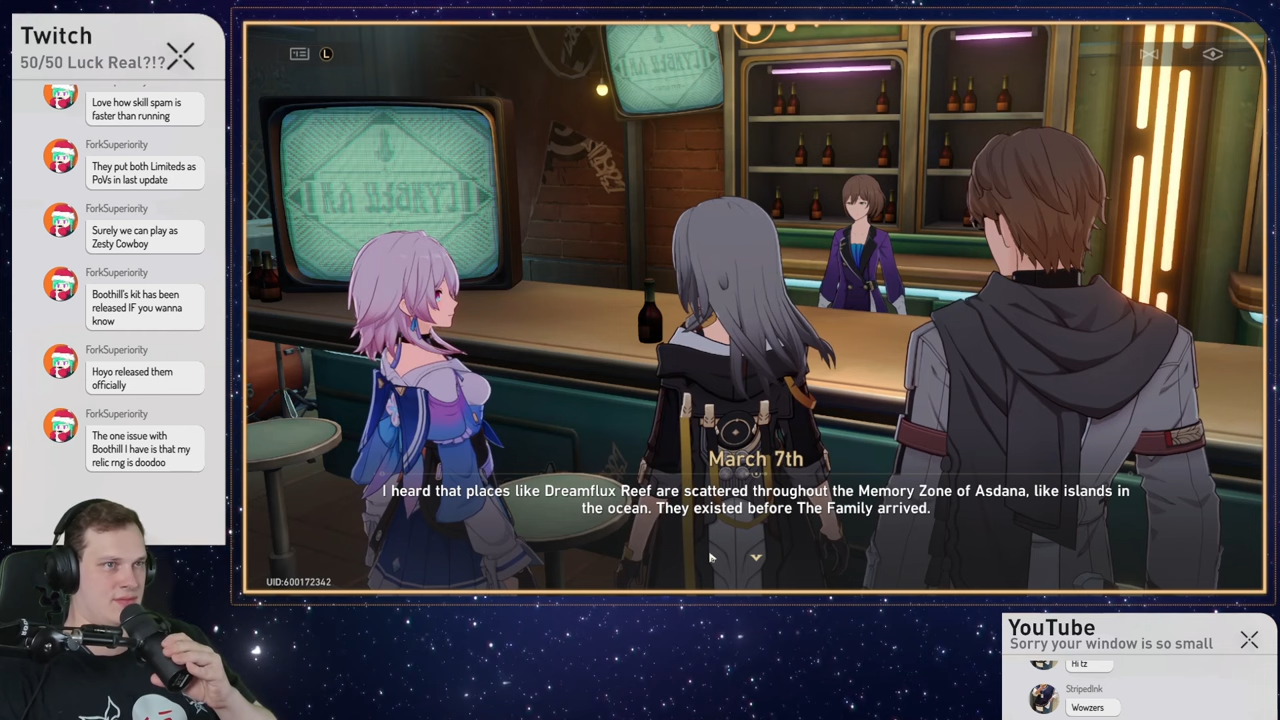 Twitch
50/50 Luck Real?!?
Love how skill spam is
faster than running
ForkSuperiority
They put both Limiteds as
PoVs in last update
ForkSuperiority
Surely we can play as
Zesty Cowboy
ForkSuperiority
Boothill's kit has been
released IF you wanna
know
ForkSuperiority
Hoyo released them
officially
ForkSuperiority
The one issue with
Boothill I have is that my
relic rng is doodoo
L
March 7th
I heard that places like Dreamflux Reef are scattered throughout the Memory Zone of Asdana, like islands in
the ocean. They existed before The Family arrived.
UID:600172342
YouTube
Sorry your window is so small
Hi tz
StripedInk
Wowzers